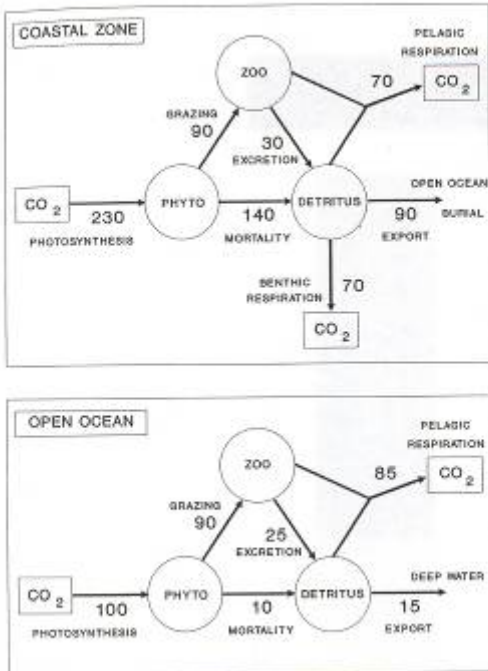 COASTAL ZONE
PELAGIC
RESPIRATION
ZOO
70
CO2
GRAZING
90
30
EXCRETION
CO2
PHYTO
DETRITUS
OPEN OCEAN
230
140
90
BURIAL
PHOTOSYNTHESIS
MORTALITY
EXPORT
BENTHIC
RESPIRATION
70
CO2
OPEN OCEAN
PELAGIC
RESPIRATION
ZOO
85
CO2
GRAZING
90
25
EXCRETION
CO2
PHYTO
DETRITUS
DEEP WATER
100
10
15
PHOTOSYNTHESIS
MORTALITY
EXPORT